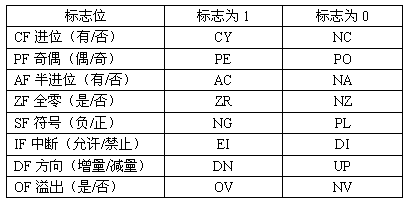 标志位 标志为 1 标志为 0
CF 进位（有/否） CY NC
PF 奇偶（偶/奇） PE PO
AF 半进位（有/否） AC NA
ZF 全零（是/否） ZR NZ
SF 符号（负/正） NG PL
IF 中断（允许/禁止） EI DI
DF 方向（增量/减量） DN UP
OF 溢出（是/否） OV NV